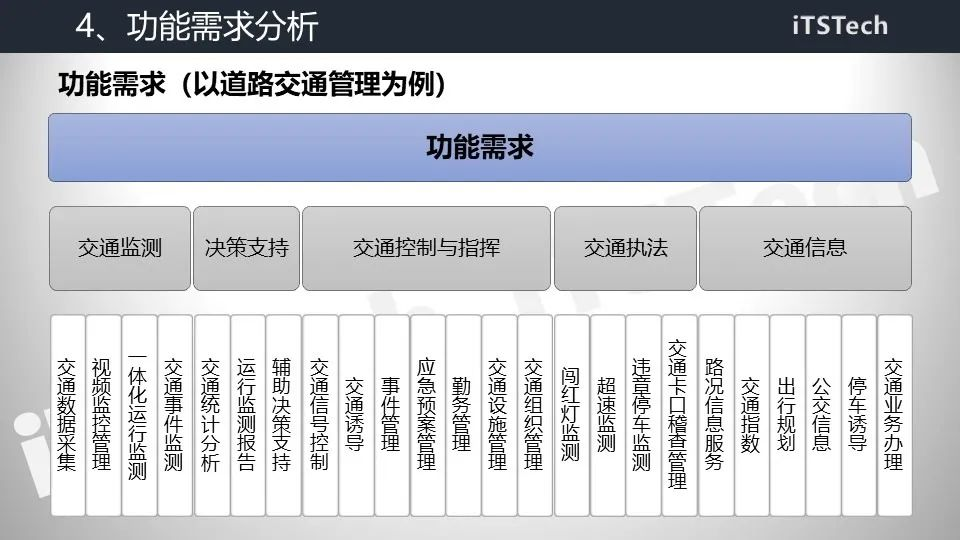 4、功能需求分析
iTSTech
功能需求（以道路交通管理为例）
功能需求
交通监测
决策支持
交通控制与指挥
交通执法
交通信息
交通数据采集
视频监控管理
一体化运行监测
交通事件监测
交通统计分析
运行监测报告
辅助决策支持
交通信号控制
交通诱导
事件管理
应急预案管理
勤务管理
交通设施管理
交通组织管理
闯红灯监测
超速监测
违章停车监测
交通卡口稽查管理
路况信息服务
交通指数
出行规划
公交信息
停车诱导
交通业务办理